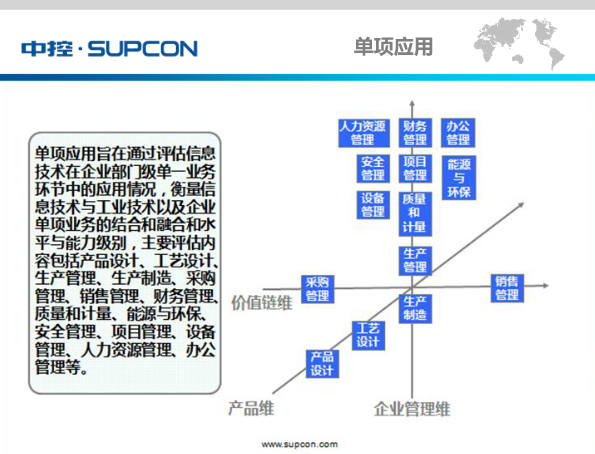 中控·SUPCON
单项应用
单项应用旨在通过评估信息
技术在企业部门级单一业务
环节中的应用情况，衡量信
息技术与工业技术以及企业
单项业务的结合和融合和水
平与能力级别，主要评估内
容包括产品设计、工艺设计、
生产管理、生产制造、采购
管理、销售管理、财务管理、
质量和计量、能源与环保、
安全管理、项目管理、设备
管理、人力资源管理、办公
管理等。
人力资源
管理
财务
管理
办公
管理
安全
管理
项目
管理
能源
与
环保
设备
管理
质量
和
计量
生产
管理
采购
管理
销售
管理
价值链维
生产
制造
工艺
设计
产品
设计
产品维
企业管理维
www.supcon.com